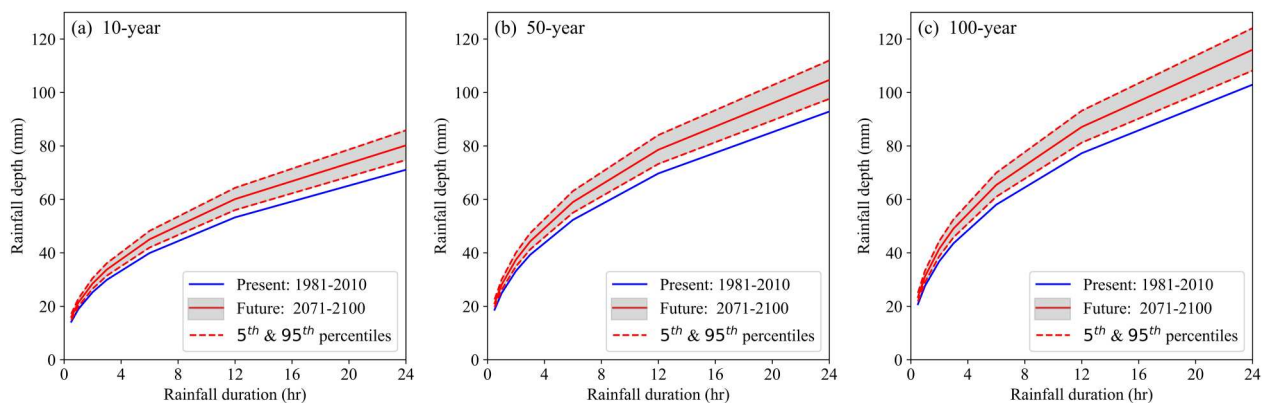 (a) 10-year
120
100
80
60
40
20
0
Rainfall depth (mm)
Present: 1981-2010
Future: 2071-2100
5th & 95th percentiles
0 4 8 12 16 20 24
Rainfall duration (hr)
(b) 50-year
120
100
80
60
40
20
0
Rainfall depth (mm)
Present: 1981-2010
Future: 2071-2100
5th & 95th percentiles
0 4 8 12 16 20 24
Rainfall duration (hr)
(c) 100-year
120
100
80
60
40
20
0
Rainfall depth (mm)
Present: 1981-2010
Future: 2071-2100
5th & 95th percentiles
0 4 8 12 16 20 24
Rainfall duration (hr)